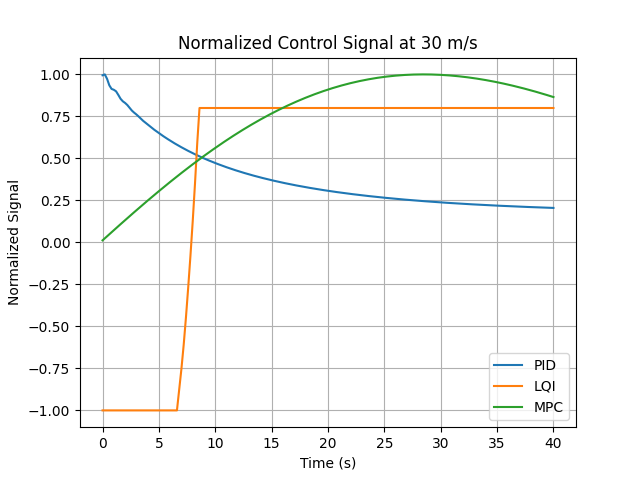 Normalized Control Signal at 30 m/s
Normalized Signal
1.00
0.75
0.50
0.25
0.00
−0.25
−0.50
−0.75
−1.00
PID
LQI
MPC
0 5 10 15 20 25 30 35 40
Time (s)